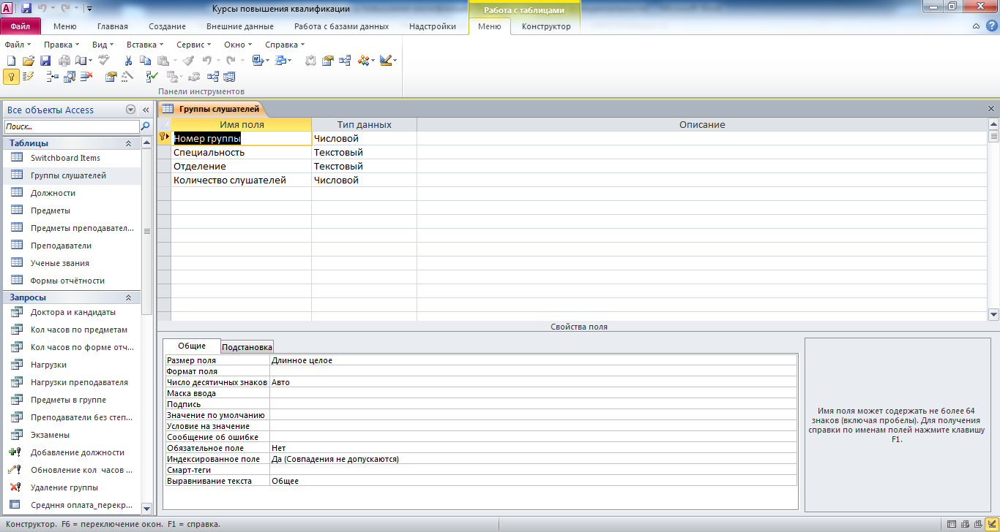 Курсы повышения квалификации
Работа с таблицами
Файл Меню Главная Создание Внешние данные Работа с базами данных Надстройки Меню Конструктор
Файл Правка Вид Вставка Сервис Окно Справка
Панели инструментов
Все объекты Access
Поиск...
Таблицы
Switchboard Items
Группы слушателей
Должности
Предметы
Предметы преподавател...
Преподаватели
Ученые звания
Формы отчётности
Запросы
Доктора и кандидаты
Кол часов по предметам
Кол часов по форме отч...
Нагрузки
Нагрузки преподавателя
Предметы в группе
Преподаватели без степ...
Экзамены
Добавление должности
Обновление кол часов ...
Удаление группы
Средння оплата_перекр...
Группы слушателей
Имя поля Тип данных Описание
Номер группы Числовой
Специальность Текстовый
Отделение Текстовый
Количество слушателей Числовой
Свойства поля
Общие Подстановка
Размер поля Длинное целое
Формат поля
Число десятичных знаков Авто
Маска ввода
Подпись
Значение по умолчанию
Условие на значение
Сообщение об ошибке
Обязательное поле Нет
Индексированное поле Да (Совпадения не допускаются)
Смарт-теги
Выравнивание текста Общее
Имя поля может содержать не более 64
знаков (включая пробелы). Для получения
справки по именам полей нажмите клавишу
F1.
Конструктор. F6 = переключение окон. F1 = справка.